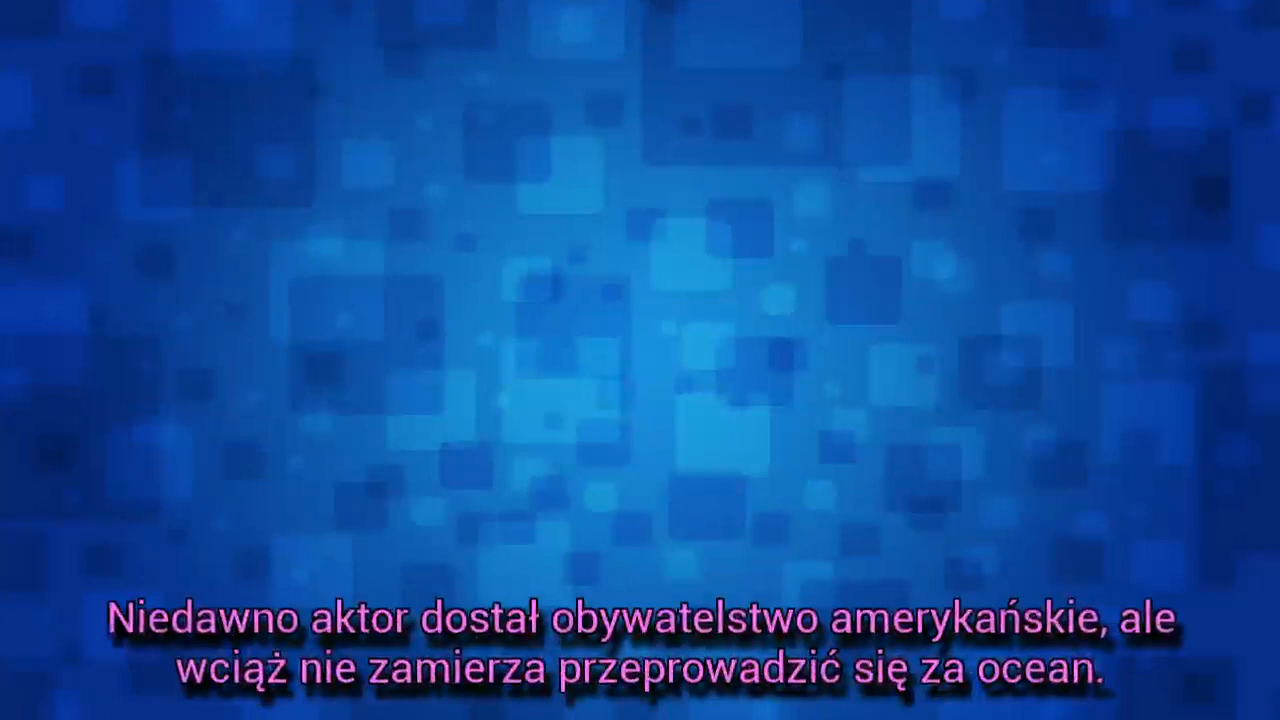 Niedawno aktor dostał obywatelstwo amerykańskie, ale
wciąż nie zamierza przeprowadzić się za ocean.